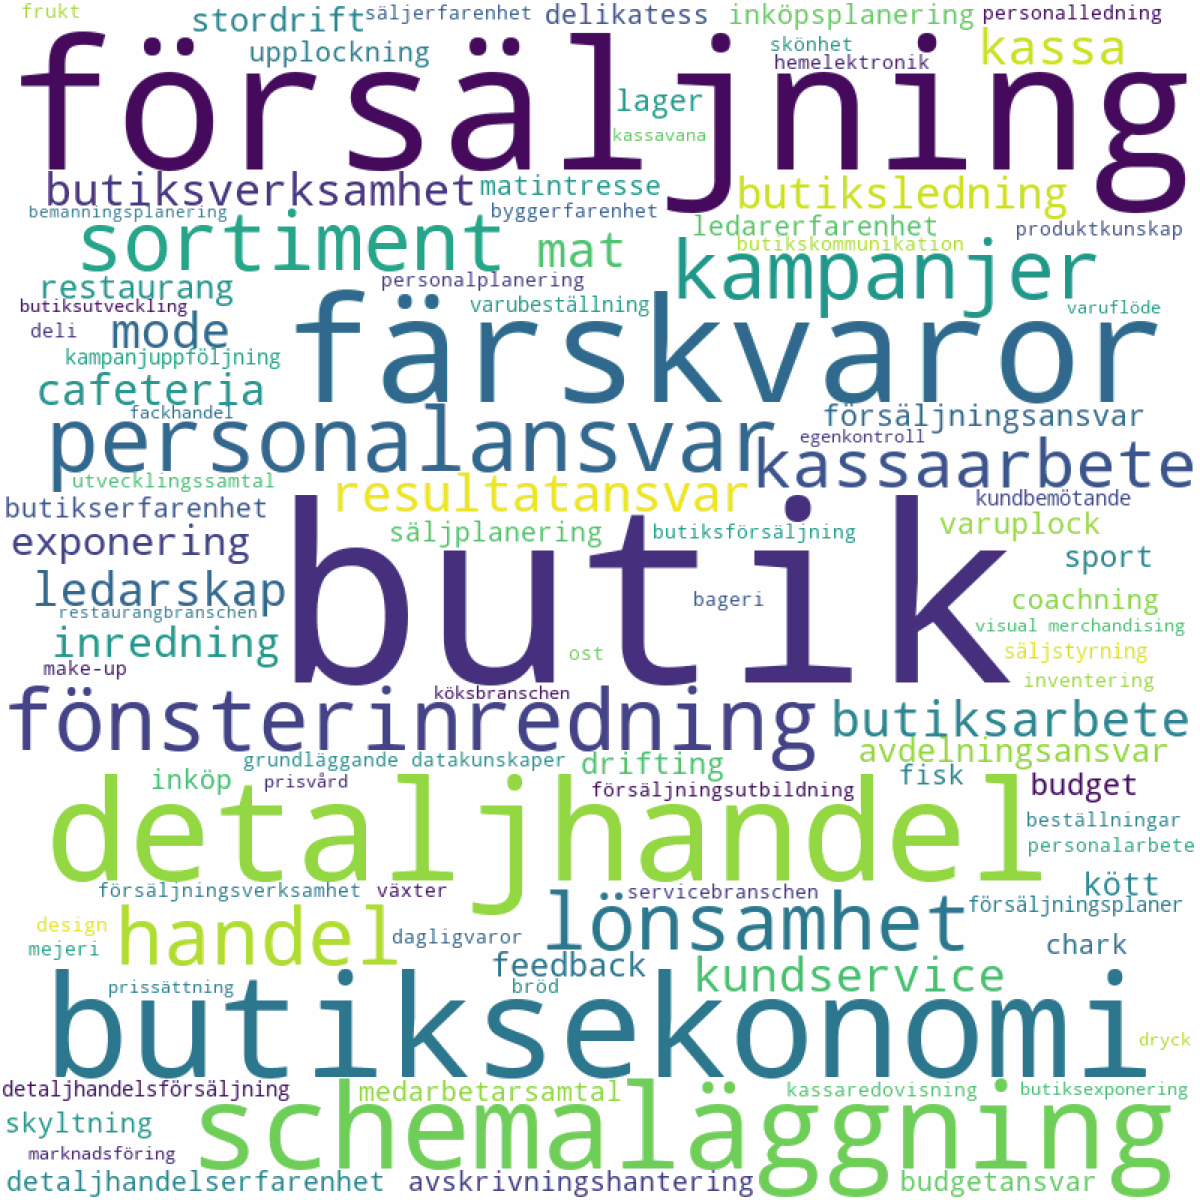 frukt
stordrift
säljerfarenhet
delikatess
inköpsplanering
personalledning
upplockning
skönhet
kassa
hemelektronik
försäljning
lager
kassavana
butiksverksamhet
matintresse
butiksledning
bemanningsplanering
byggerfarenhet
ledarerfarenhet
produktkunskap
sortiment
mat
butikskommunikation
kampanjer
restaurang
personalplanering
butiksutveckling
varubeställning
varuflöde
deli
mode
färskvaror
kampanjuppföljning
cafeteria
fackhandel
försäljningsansvar
personalansvar
egenkontroll
kassaarbete
utvecklingssamtal
resultatansvar
kundbemötande
butikserfarenhet
exponering
säljplanering
butiksförsäljning
varuplock
sport
butik
ledarskap
bageri
coachning
restaurangbranschen
visual merchandising
inredning
ost
säljstyrning
make-up
inventering
köksbranschen
fönsterinredning
butiksarbete
avdelningsansvar
grundläggande datakunskaper
drifting
inköp
prisvård
försäljningsutbildning
fisk
budget
detaljhandel
beställningar
personalarbete
försäljningsverksamhet
växter
servicebranschen
kött
försäljningsplaner
design
handel
dagligvaror
lönsamhet
mejeri
chark
feedback
kundservice
prissättning
bröd
butiksekonomi
dryck
detaljhandelsförsäljning
medarbetarsamtal
kassaredovisning
butiksexponering
skyltning
schemaläggning
marknadsföring
detaljhandelserfarenhet
avskrivningshantering
budgetansvar